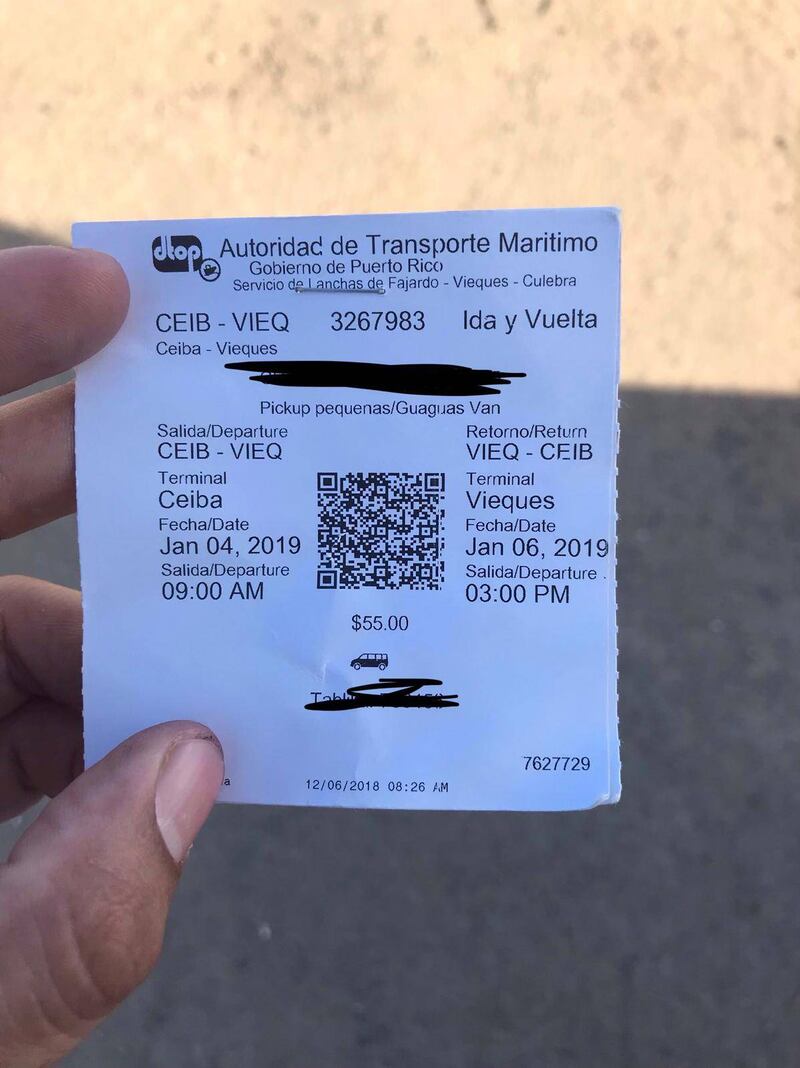 dtop Autoridad de Transporte Maritimo
Gobierno de Puerto Rico
Servicio de Lanchas de Fajardo - Vieques - Culebra
CEIB - VIEQ 3267983 Ida y Vuelta
Ceiba - Vieques
Pickup pequenas/Guaguas Van
Salida/Departure Retorno/Return
CEIB - VIEQ VIEQ - CEIB
Terminal Terminal
Ceiba Vieques
Fecha/Date Fecha/Date
Jan 04, 2019 Jan 06, 2019
Salida/Departure Salida/Departure .
09:00 AM 03:00 PM
$55.00
7627729
12/06/2018 08:26 AM